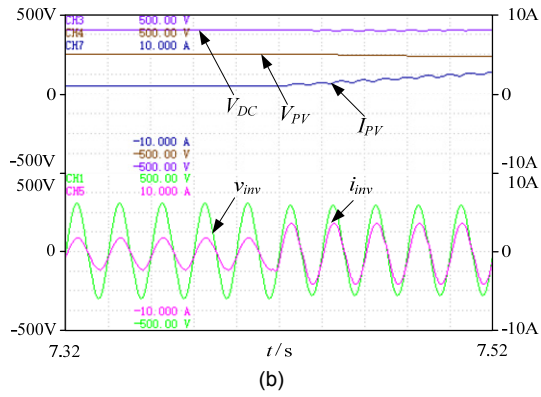 500V CH3 500.00 V 10A
CH4 500.00 V
CH7 10.000 A
0 0
V_DC V_PV I_PV
-10.000 A
-500.00 V
-500V -500.00 V -10A
500V CH1 500.00 V 10A
CH5 10.000 A
v_inv i_inv
0 0
-10.000 A
-500V -500.00 V -10A
7.32 t / s 7.52
(b)